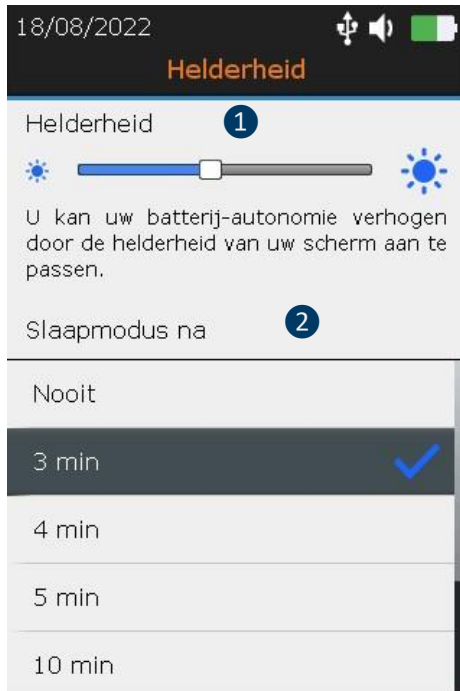 18/08/2022
Helderheid
Helderheid 1
U kan uw batterij-autonomie verhogen
door de helderheid van uw scherm aan te
passen.
Slaapmodus na 2
Nooit
3 min
4 min
5 min
10 min